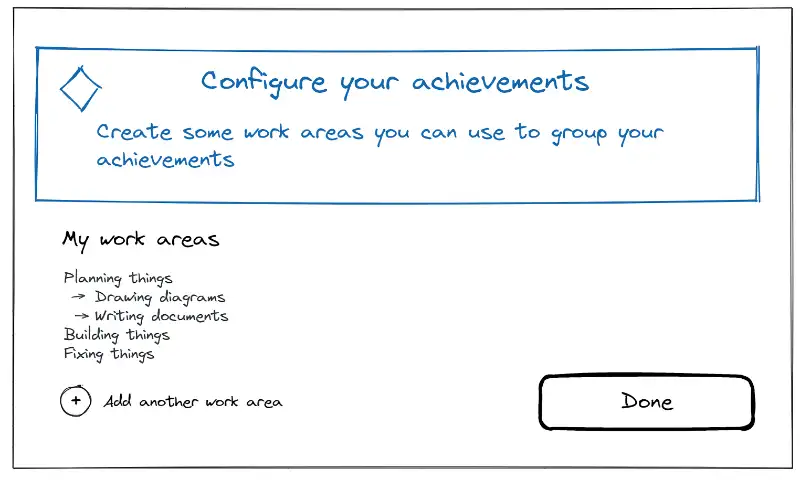 Configure your achievements
Create some work areas you can use to group your
achievements
My work areas
Planning things
→ Drawing diagrams
→ Writing documents
Building things
Fixing things
+ Add another work area
Done